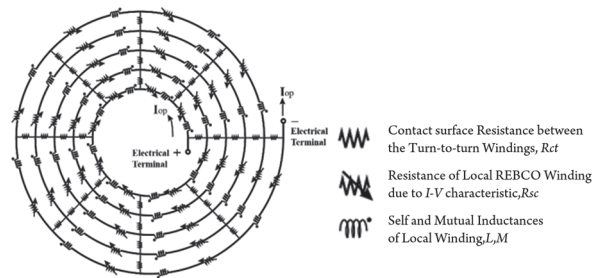 Iop
Iop
−
Electrical
Terminal
Electrical +
Terminal
Contact surface Resistance between
the Turn-to-turn Windings, Rct
Resistance of Local REBCO Winding
due to I-V characteristic,Rsc
Self and Mutual Inductances
of Local Winding,L,M